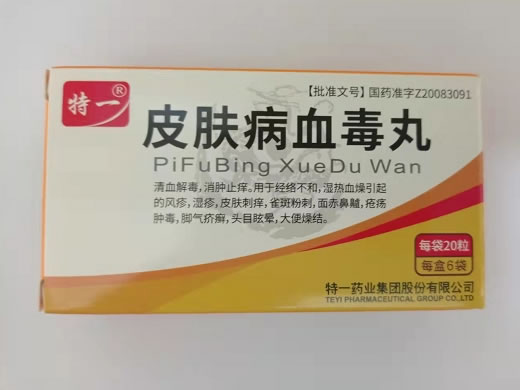 特一®
【批准文号】国药准字Z20083091
皮肤病血毒丸
PiFuBing XueDu Wan
清血解毒,消肿止痒。用于经络不和,湿热血燥引起
的风疹,湿疹,皮肤刺痒,雀斑粉刺,面赤鼻齇,疮疡
肿毒,脚气疥癣,头目眩晕,大便燥结。
每袋20粒
每盒6袋
特一药业集团股份有限公司
TEYI PHARMACEUTICAL GROUP CO.,LTD